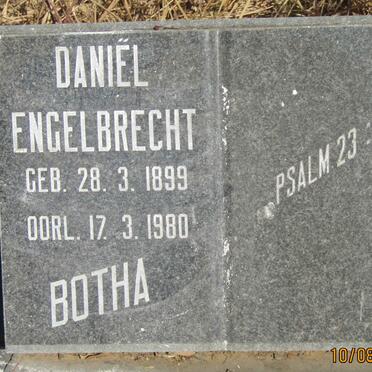 DANIËL
ENGELBRECHT
GEB. 28. 3. 1899
OORL. 17. 3. 1980
BOTHA
PSALM 23
10/08